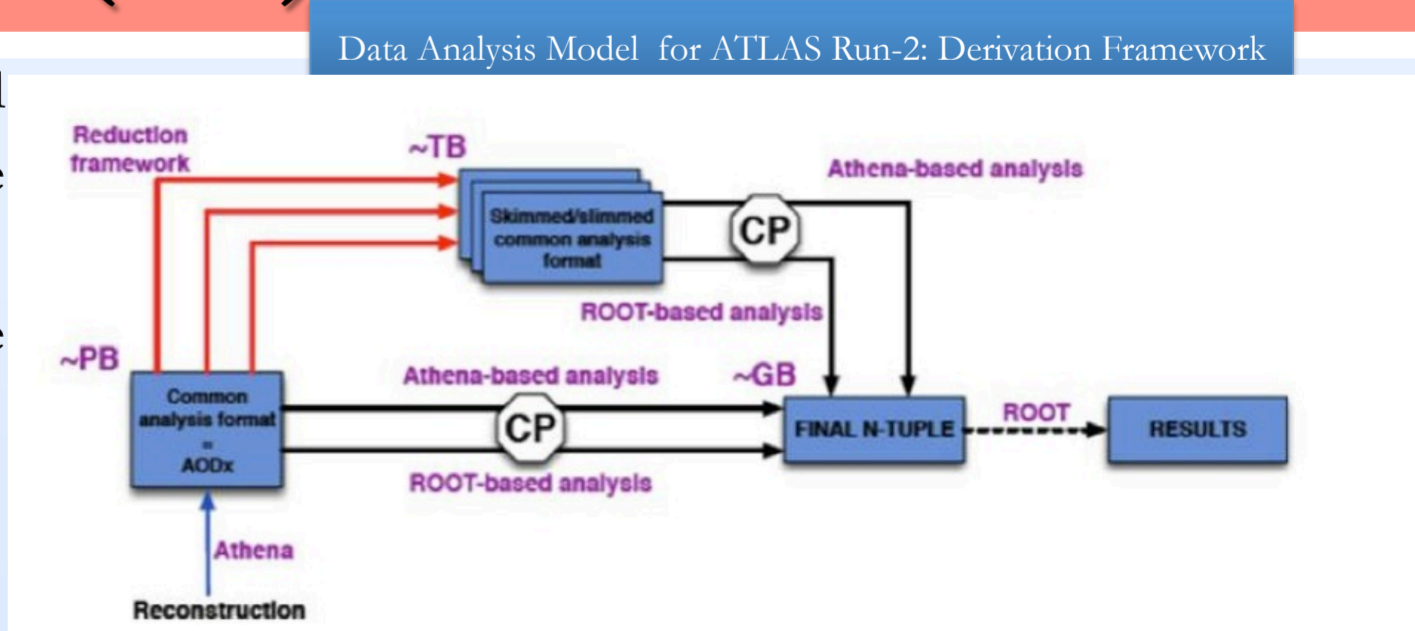 Data Analysis Model for ATLAS Run-2: Derivation Framework
Reduction
framework
~TB
Athena-based analysis
Skimmed/slimmed
common analysis
format
CP
ROOT-based analysis
~PB
Athena-based analysis
~GB
Common
analysis format
=
AODx
CP
FINAL N-TUPLE
ROOT
RESULTS
ROOT-based analysis
Athena
Reconstruction